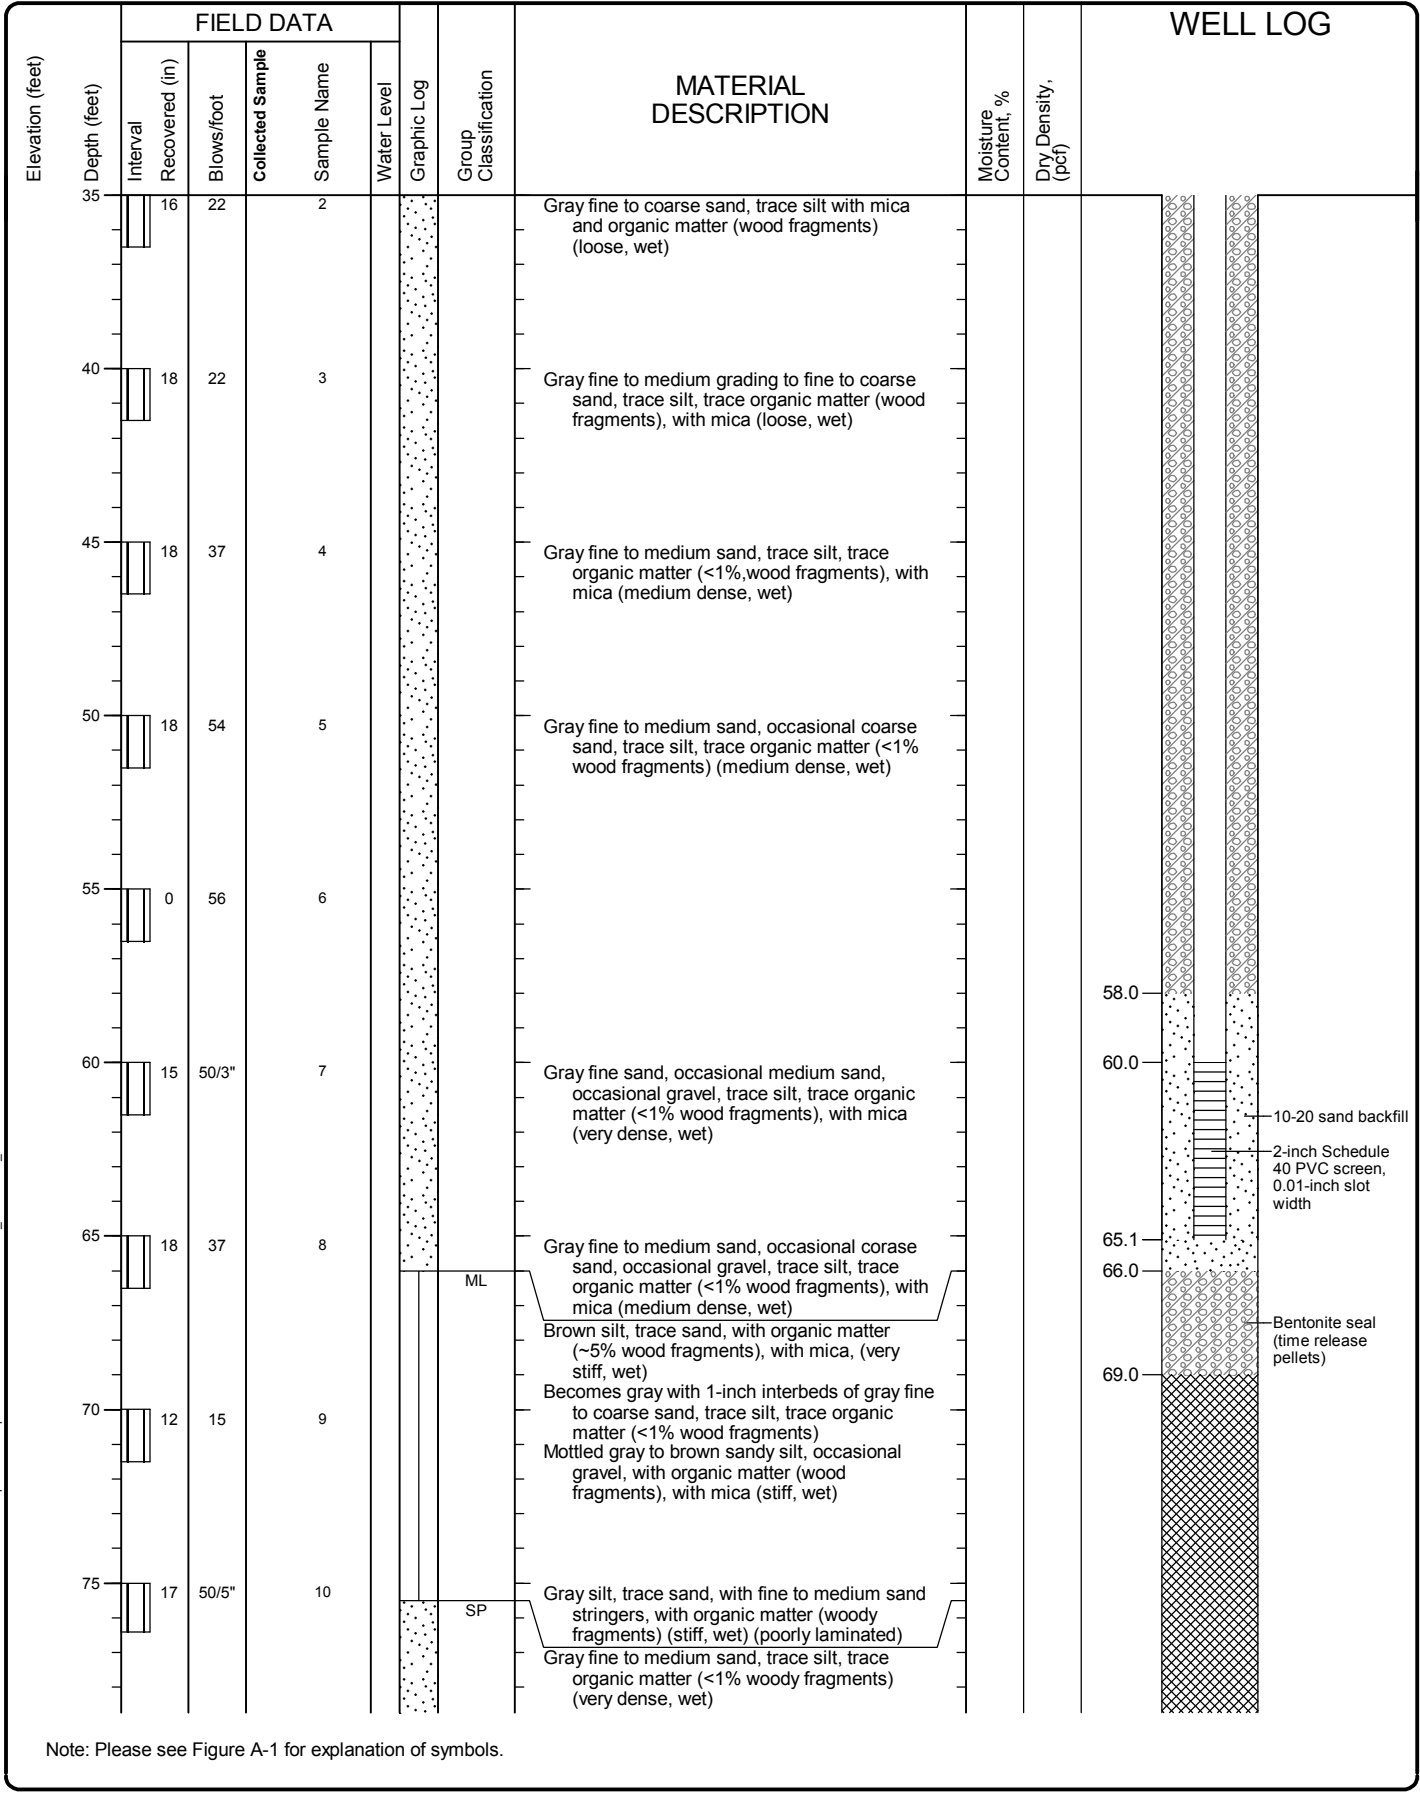 FIELD DATA
WELL LOG
Elevation (feet)
Depth (feet)
Interval
Recovered (in)
Blows/foot
Collected Sample
Sample Name
Water Level
Graphic Log
Group
Classification
MATERIAL
DESCRIPTION
Moisture
Content, %
Dry Density,
(pcf)
35
16 22 2
Gray fine to coarse sand, trace silt with mica
and organic matter (wood fragments)
(loose, wet)
40
18 22 3
Gray fine to medium grading to fine to coarse
sand, trace silt, trace organic matter (wood
fragments), with mica (loose, wet)
45
18 37 4
Gray fine to medium sand, trace silt, trace
organic matter (<1%,wood fragments), with
mica (medium dense, wet)
50
18 54 5
Gray fine to medium sand, occasional coarse
sand, trace silt, trace organic matter (<1%
wood fragments) (medium dense, wet)
55
0 56 6
58.0
60
15 50/3" 7
Gray fine sand, occasional medium sand,
occasional gravel, trace silt, trace organic
matter (<1% wood fragments), with mica
(very dense, wet)
60.0
10-20 sand backfill
2-inch Schedule
40 PVC screen,
0.01-inch slot
width
65
18 37 8
Gray fine to medium sand, occasional corase
sand, occasional gravel, trace silt, trace
organic matter (<1% wood fragments), with
mica (medium dense, wet)
65.1
66.0
ML
Brown silt, trace sand, with organic matter
(~5% wood fragments), with mica, (very
stiff, wet)
Bentonite seal
(time release
pellets)
69.0
Becomes gray with 1-inch interbeds of gray fine
to coarse sand, trace silt, trace organic
matter (<1% wood fragments)
70
12 15 9
Mottled gray to brown sandy silt, occasional
gravel, with organic matter (wood
fragments), with mica (stiff, wet)
75
17 50/5" 10
Gray silt, trace sand, with fine to medium sand
stringers, with organic matter (woody
fragments) (stiff, wet) (poorly laminated)
SP
Gray fine to medium sand, trace silt, trace
organic matter (<1% woody fragments)
(very dense, wet)
Note: Please see Figure A-1 for explanation of symbols.